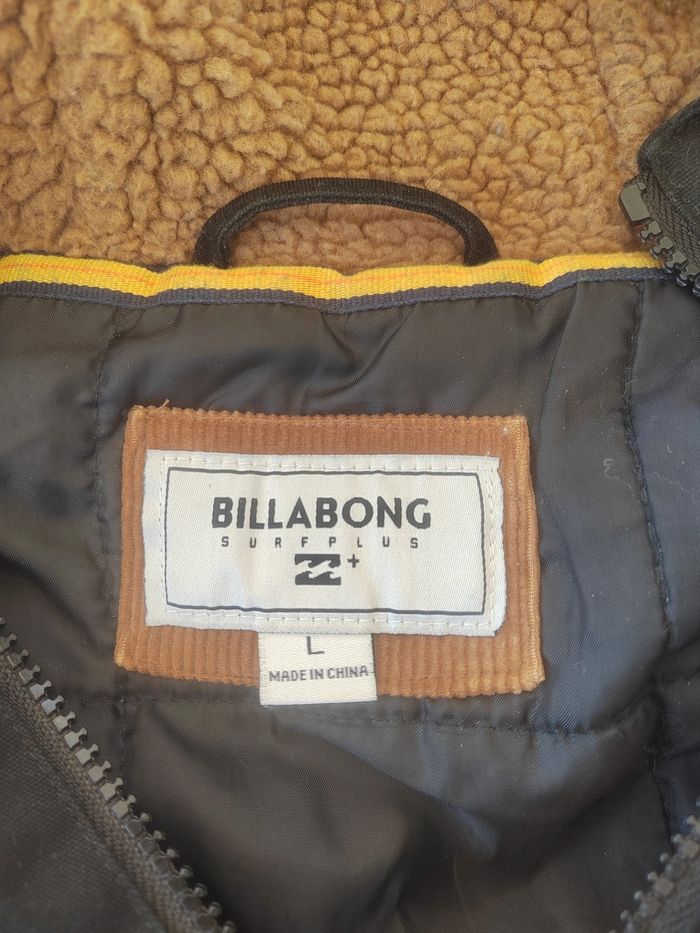 BILLABONG
SURFPLUS
+
L
MADE IN CHINA